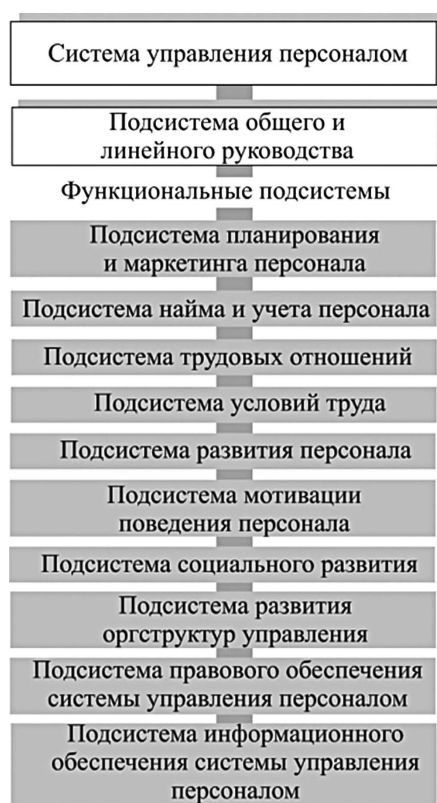 Система управления персоналом
Подсистема общего и
линейного руководства
Функциональные подсистемы
Подсистема планирования
и маркетинга персонала
Подсистема найма и учета персонала
Подсистема трудовых отношений
Подсистема условий труда
Подсистема развития персонала
Подсистема мотивации
поведения персонала
Подсистема социального развития
Подсистема развития
оргструктур управления
Подсистема правового обеспечения
системы управления персоналом
Подсистема информационного
обеспечения системы управления
персоналом